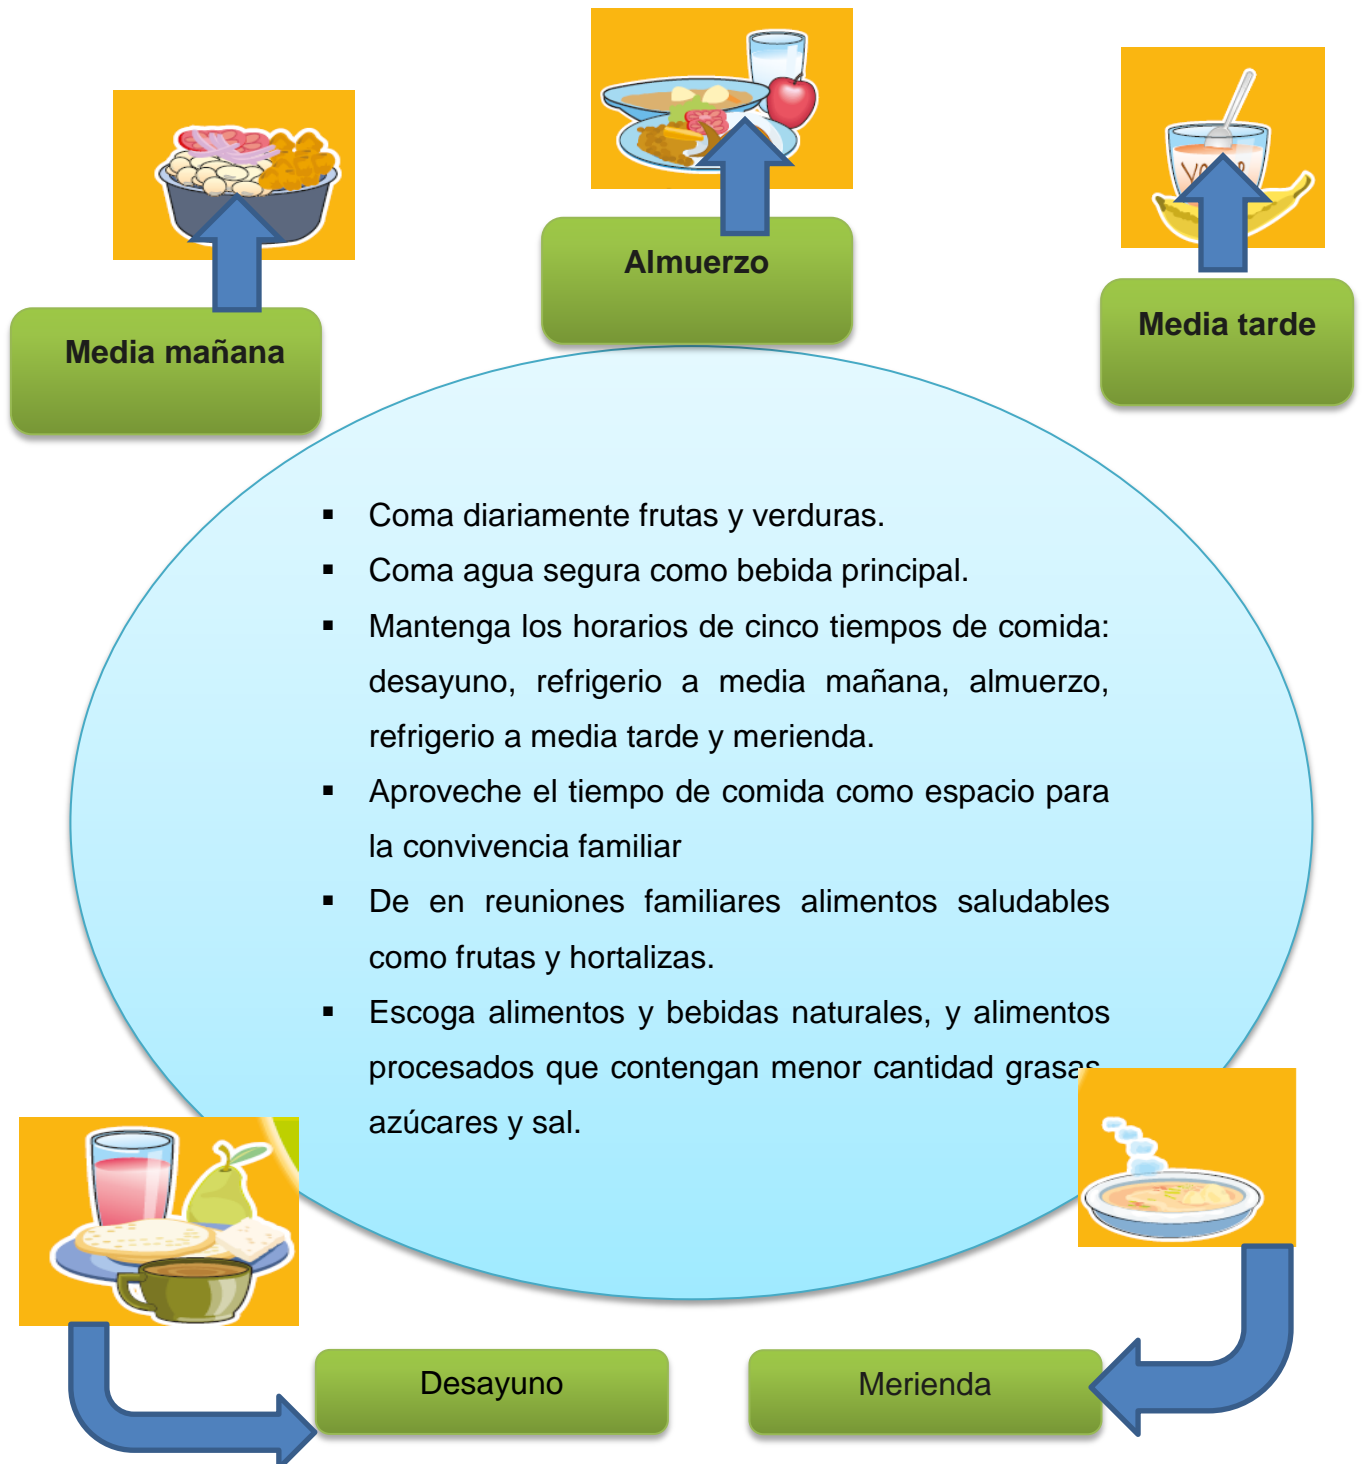 Almuerzo
Media tarde
Media mañana
▪ Coma diariamente frutas y verduras.
▪ Coma agua segura como bebida principal.
▪ Mantenga los horarios de cinco tiempos de comida:
desayuno, refrigerio a media mañana, almuerzo,
refrigerio a media tarde y merienda.
▪ Aproveche el tiempo de comida como espacio para
la convivencia familiar
▪ De en reuniones familiares alimentos saludables
como frutas y hortalizas.
▪ Escoga alimentos y bebidas naturales, y alimentos
procesados que contengan menor cantidad grasas,
azúcares y sal.
Desayuno
Merienda